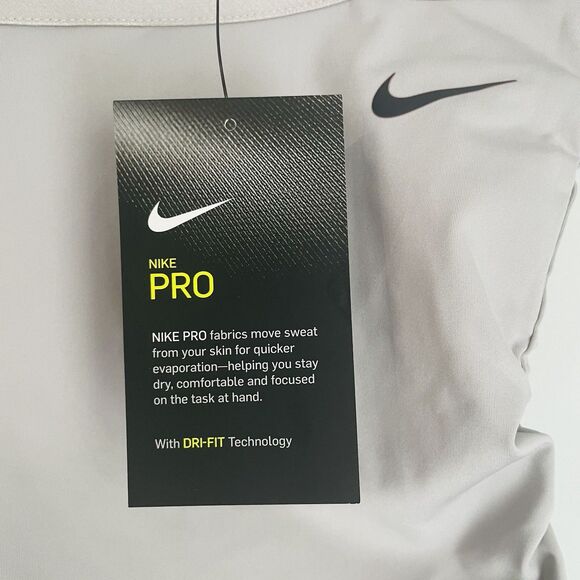 NIKE
PRO
NIKE PRO fabrics move sweat
from your skin for quicker
evaporation—helping you stay
dry, comfortable and focused
on the task at hand.
With DRI-FIT Technology